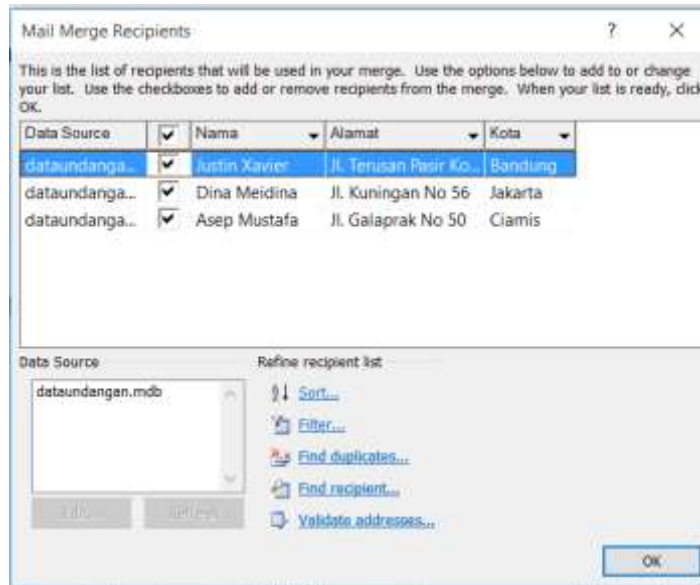 Mail Merge Recipients ? ×
This is the list of recipients that will be used in your merge. Use the options below to add to or change
your list. Use the checkboxes to add or remove recipients from the merge. When your list is ready, click
OK.
Data Source Nama Alamat Kota
dataundanga... Justin Xavier Jl. Terusan Pasir Ko... Bandung
dataundanga... Dina Meidina Jl. Kuningan No 56 Jakarta
dataundanga... Asep Mustafa Jl. Galaprak No 50 Ciamis
Data Source Refine recipient list
dataundangan.mdb
Sort...
Filter...
Find duplicates...
Find recipient...
Validate addresses...
Edit... Refresh
OK